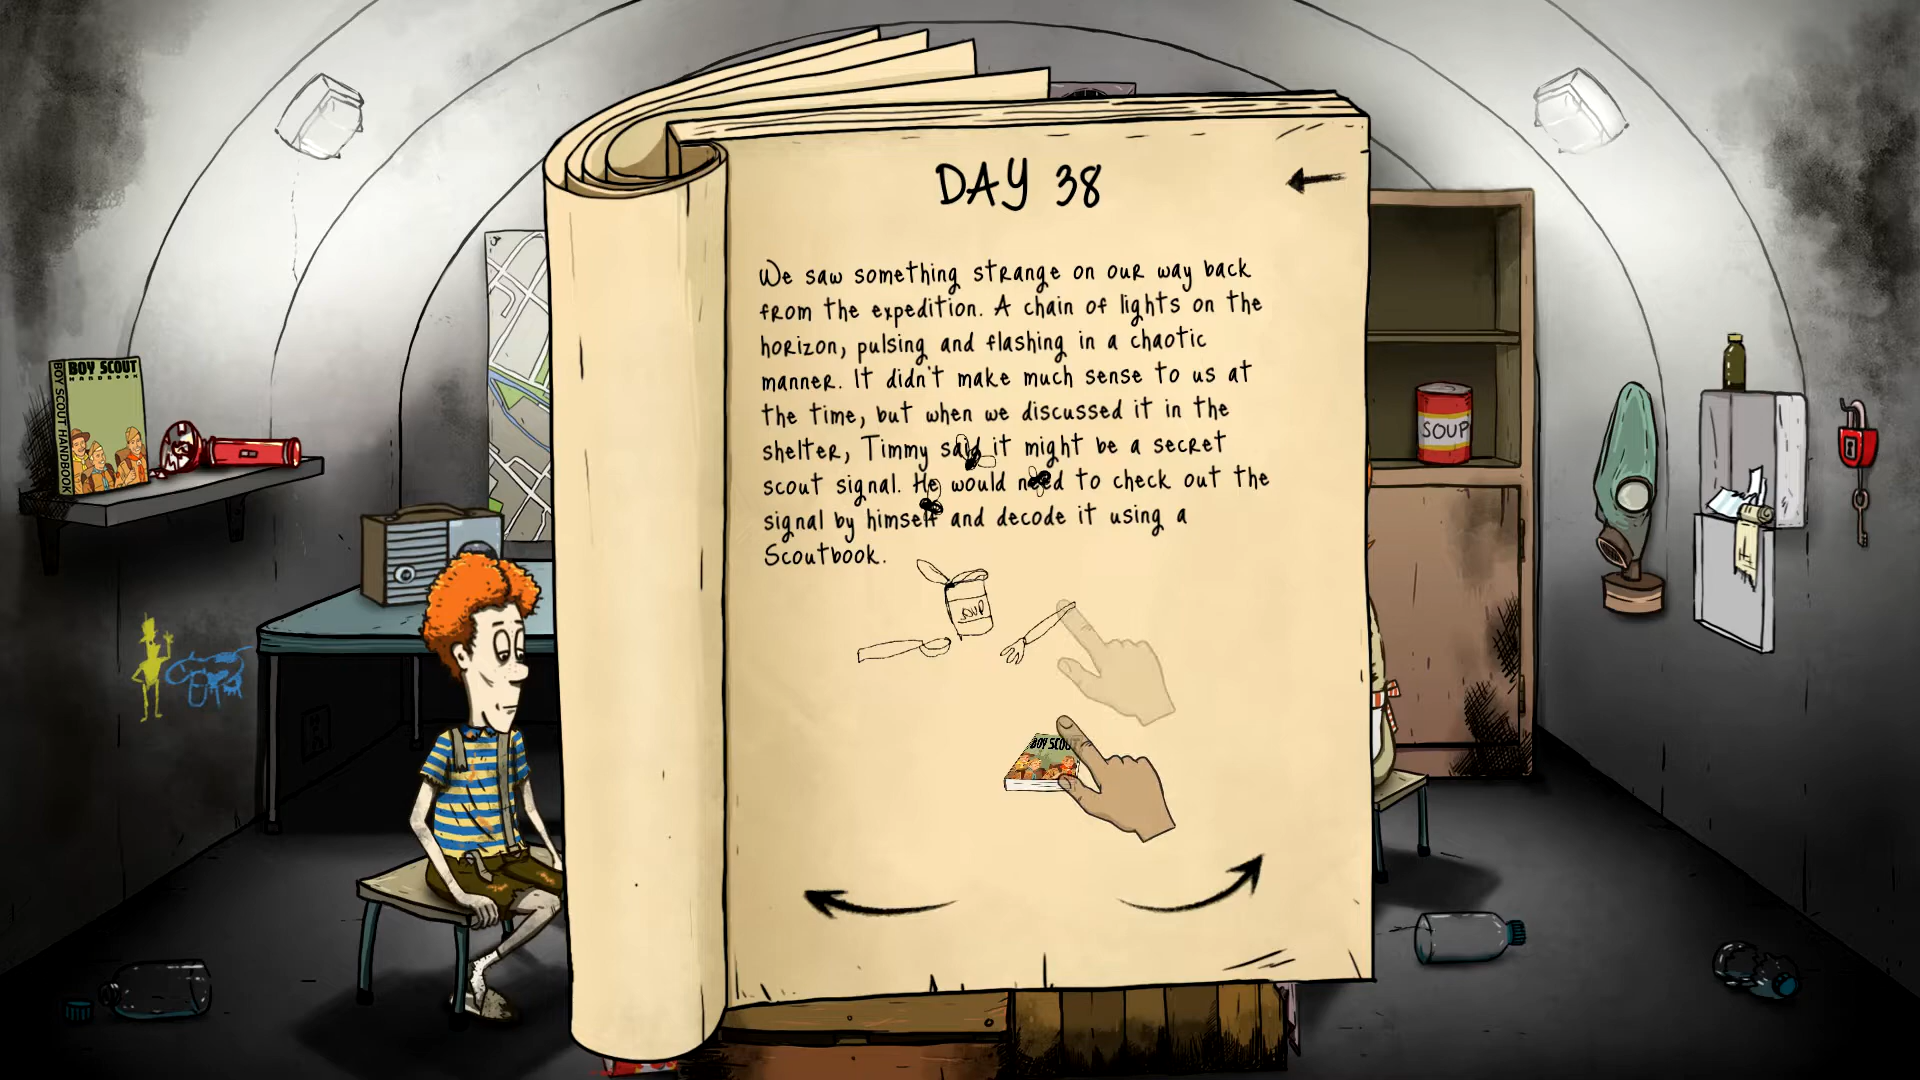 DAY 38
We saw something strange on our way back
from the expedition. A chain of lights on the
horizon, pulsing and flashing in a chaotic
manner. It didn't make much sense to us at
the time, but when we discussed it in the
shelter, Timmy said it might be a secret
scout signal. He would need to check out the
signal by himself and decode it using a
Scoutbook.
SOUP
BOY SCOUT
BOY SCOUT
HANDBOOK
BOY SCOUT HANDBOOK
SOUP